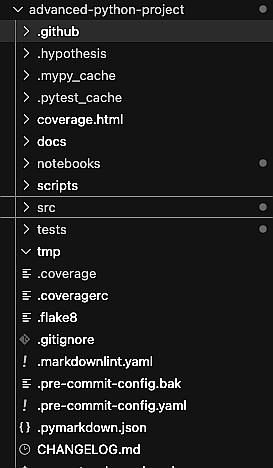 advanced-python-project
.github
.hypothesis
.mypy_cache
.pytest_cache
coverage.html
docs
notebooks
scripts
src
tests
tmp
.coverage
.coveragerc
.flake8
.gitignore
.markdownlint.yaml
.pre-commit-config.bak
.pre-commit-config.yaml
.pymarkdown.json
CHANGELOG.md